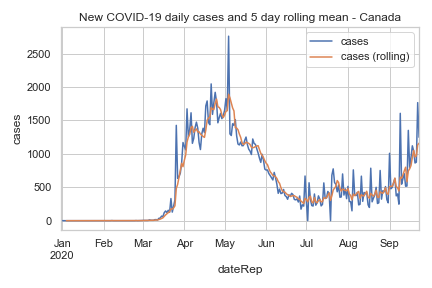 New COVID-19 daily cases and 5 day rolling mean - Canada
cases
cases (rolling)
2500
2000
1500
1000
500
0
cases
Jan Feb Mar Apr May Jun Jul Aug Sep
2020
dateRep